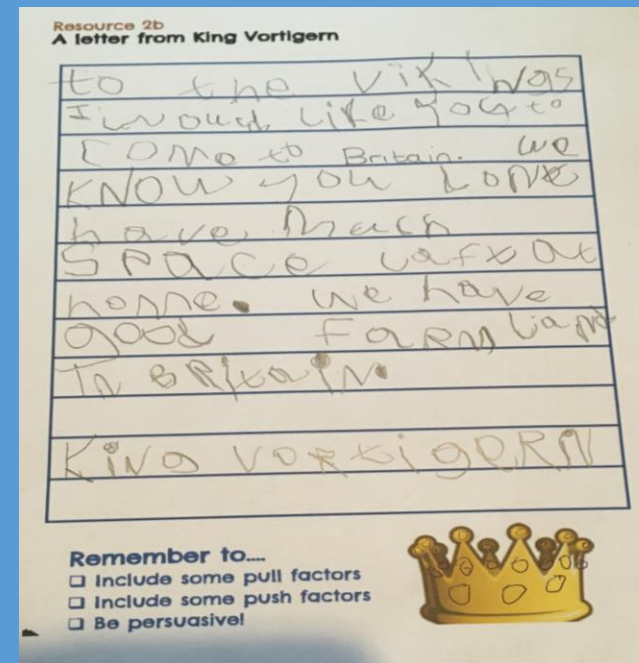 Resource 2b
A letter from King Vortigern
to the Vikings
I woud like you to
come to Britain. we
KNOW you Dont
have much
SPace Left at
home. we have
good FaRm Land
In BRitain.
King VoRtigeRN
Remember to....
Include some pull factors
Include some push factors
Be persuasive!